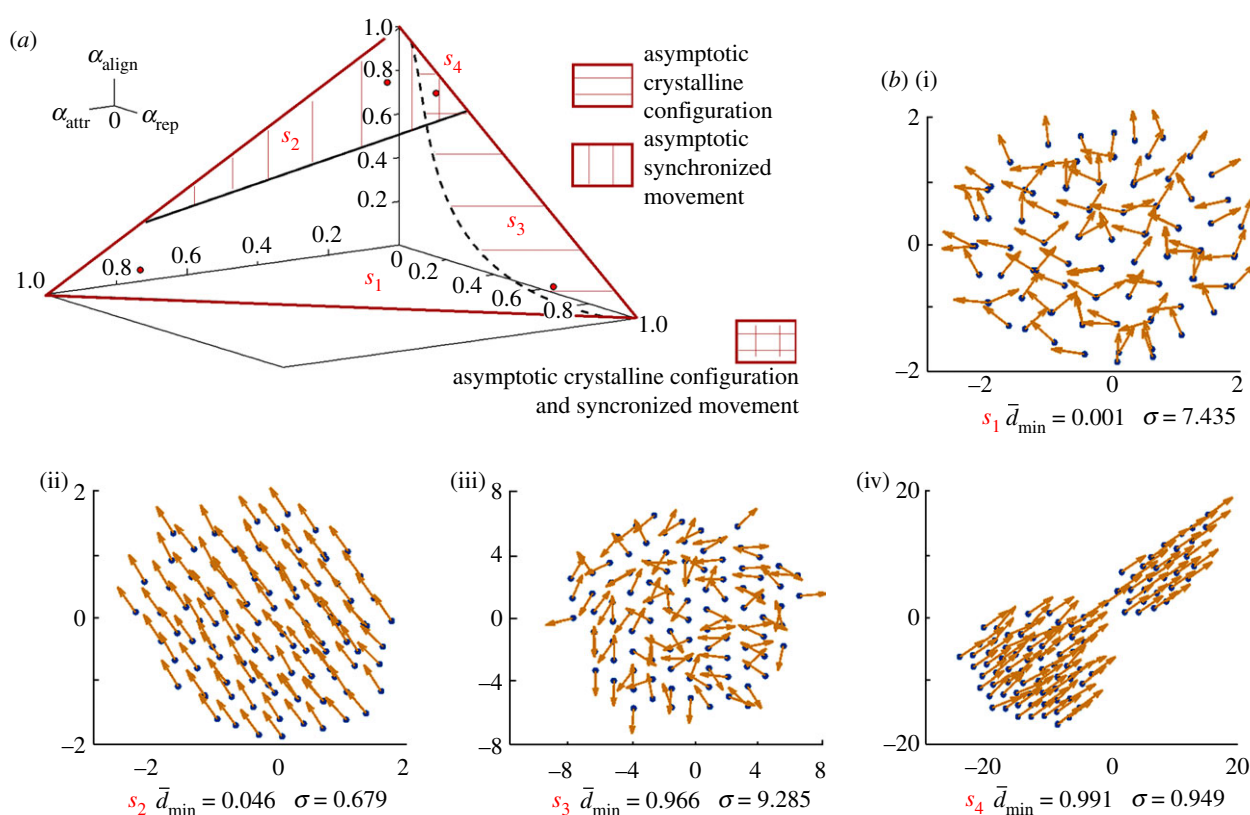 (a)
α_align
α_attr
0
α_rep
1.0
0.8
0.6
0.4
0.2
0
0.2
0.4
0.6
0.8
1.0
0.2
0.4
0.6
0.8
1.0
s₁
s₂
s₃
s₄
asymptotic
crystalline
configuration
asymptotic
synchronized
movement
asymptotic crystalline configuration
and syncronized movement
(b) (i)
2
0
−2
−2 0 2
s₁ d̄_min = 0.001 σ = 7.435
(ii)
2
0
−2
−2 0 2
s₂ d̄_min = 0.046 σ = 0.679
(iii)
8
4
0
−4
−8
−8 −4 0 4 8
s₃ d̄_min = 0.966 σ = 9.285
(iv)
20
0
−20
−20 0 20
s₄ d̄_min = 0.991 σ = 0.949